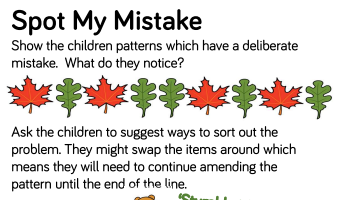 Spot My Mistake
Show the children patterns which have a deliberate
mistake. What do they notice?
Ask the children to suggest ways to sort out the
problem. They might swap the items around which
means they will need to continue amending the
pattern until the end of the line.